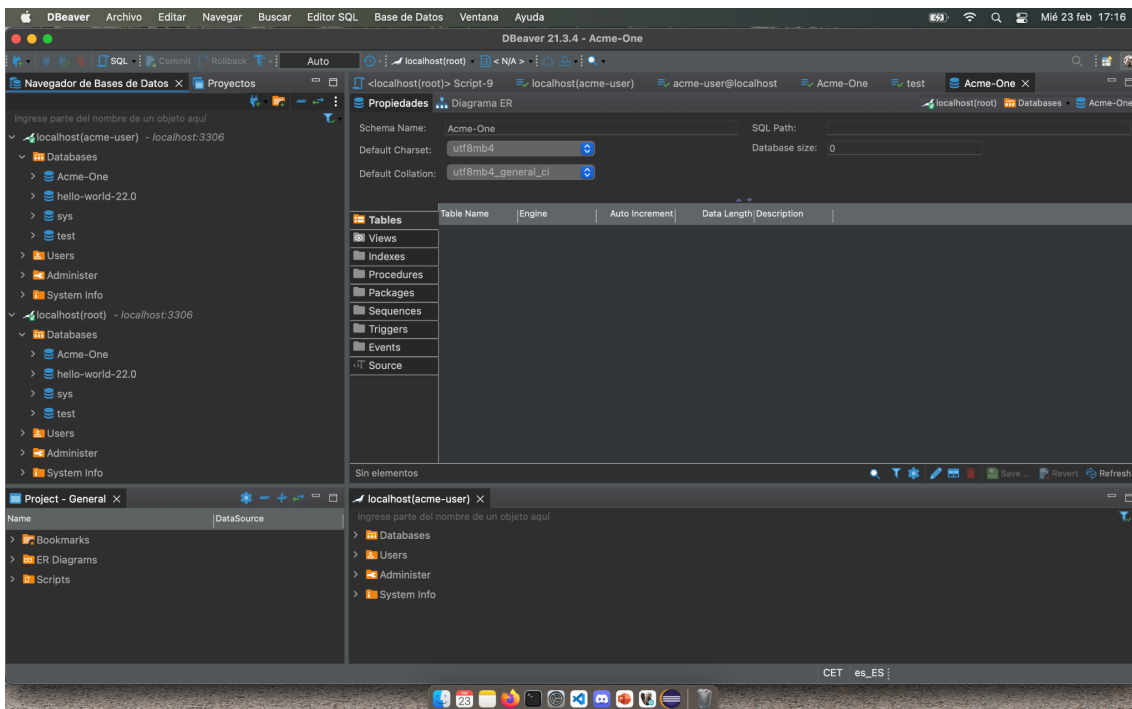 DBeaver Archivo Editar Navegar Buscar Editor SQL Base de Datos Ventana Ayuda Mié 23 feb 17:16
DBeaver 21.3.4 - Acme-One
SQL Commit Rollback Auto localhost(root) < N/A >
Navegador de Bases de Datos Proyectos
Ingrese parte del nombre de un objeto aquí
localhost(acme-user) - localhost:3306
Databases
Acme-One
hello-world-22.0
sys
test
Users
Administer
System Info
localhost(root) - localhost:3306
Databases
Acme-One
hello-world-22.0
sys
test
Users
Administer
System Info
<localhost(root)> Script-9 localhost(acme-user) acme-user@localhost Acme-One test Acme-One
Propiedades Diagrama ER localhost(root) Databases Acme-One
Schema Name: Acme-One SQL Path:
Default Charset: utf8mb4 Database size: 0
Default Collation: utf8mb4_general_ci
Tables
Views
Indexes
Procedures
Packages
Sequences
Triggers
Events
Source
Table Name Engine Auto Increment Data Length Description
Sin elementos Save ... Revert Refresh
Project - General
Name DataSource
Bookmarks
ER Diagrams
Scripts
localhost(acme-user)
Ingrese parte del nombre de un objeto aquí
Databases
Users
Administer
System Info
CET es_ES
23